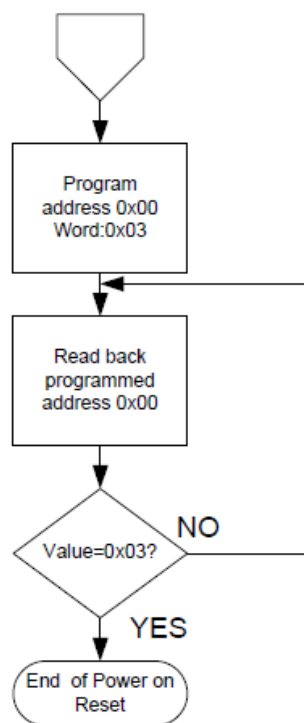 Program
address 0x00
Word:0x03
Read back
programmed
address 0x00
Value=0x03?
NO
YES
End of Power on
Reset